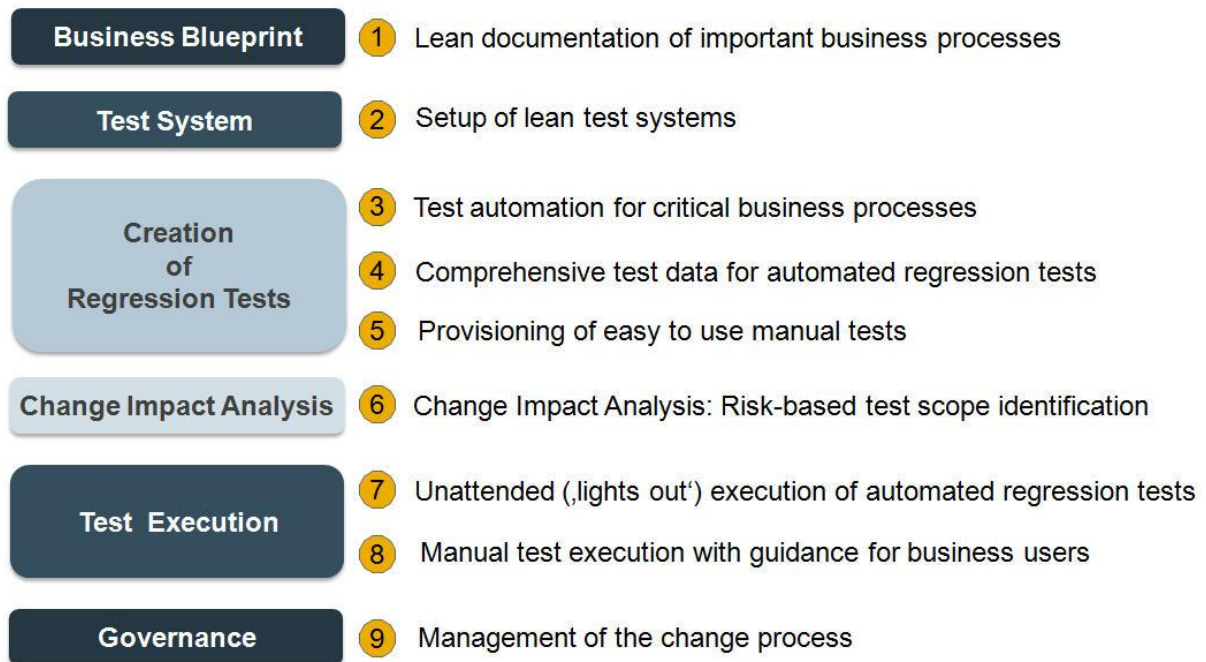 Business Blueprint
1 Lean documentation of important business processes
Test System
2 Setup of lean test systems
Creation
of
Regression Tests
3 Test automation for critical business processes
4 Comprehensive test data for automated regression tests
5 Provisioning of easy to use manual tests
Change Impact Analysis
6 Change Impact Analysis: Risk-based test scope identification
Test Execution
7 Unattended (‚lights out‘) execution of automated regression tests
8 Manual test execution with guidance for business users
Governance
9 Management of the change process